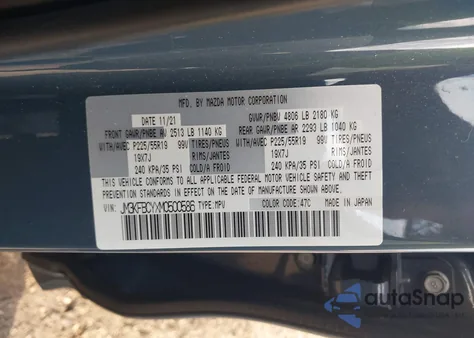 MFD. BY MAZDA MOTOR CORPORATION
DATE 11/21 GVWR/PNBV 4806 LB 2180 KG
FRONT GAWR/PNBE AV 2513 LB 1140 KG REAR GAWR/PNBE AR 2293 LB 1040 KG
WITH/AVEC P225/55R19 99V TIRES/PNEUS WITH/AVEC P225/55R19 99V TIRES/PNEUS
19X7J RIMS/JANTES 19X7J RIMS/JANTES
240 KPA/35 PSI COLD/A FROID 240 KPA/35 PSI COLD/A FROID
THIS VEHICLE CONFORMS TO ALL APPLICABLE FEDERAL MOTOR VEHICLE SAFETY, BUMPER, AND THEFT
PREVENTION STANDARDS IN EFFECT ON THE DATE OF MANUFACTURE SHOWN ABOVE.
VIN: JM3KFBCYXM0500586 TYPE: MPV COLOR CODE: 47C MADE IN JAPAN
autoSnap